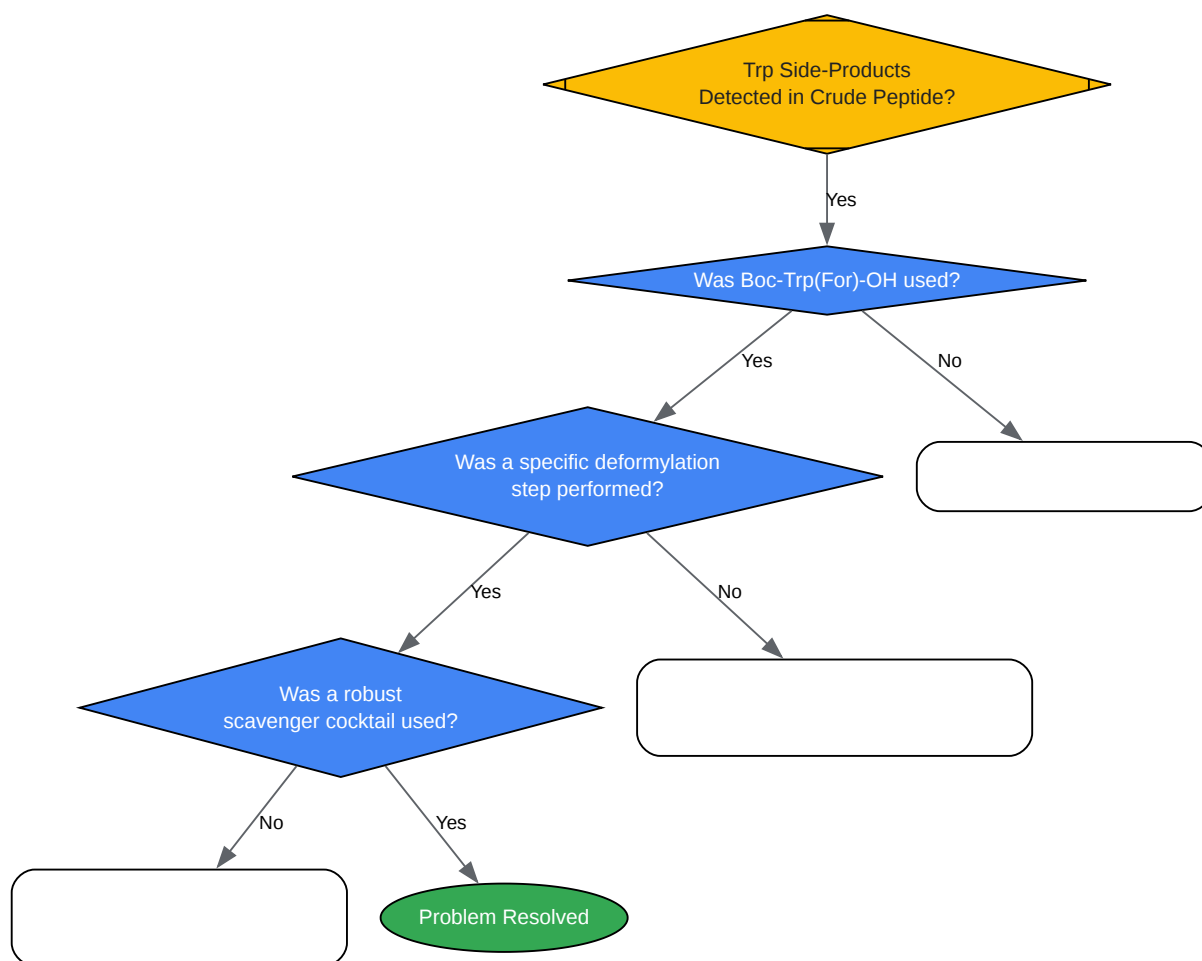 Trp Side-Products
Detected in Crude Peptide?
Yes
Was Boc-Trp(For)-OH used?
Yes
No
Was a specific deformylation
step performed?
Yes
No
Was a robust
scavenger cocktail used?
No
Yes
Problem Resolved